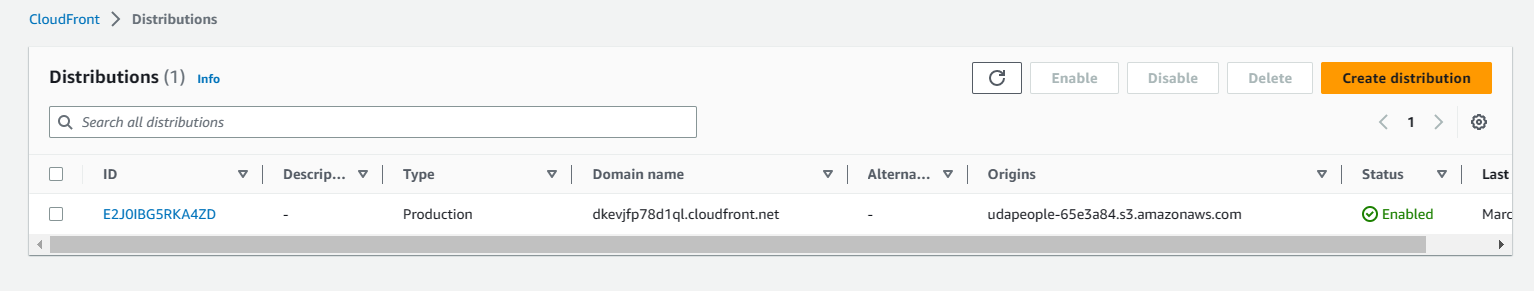 CloudFront > Distributions
Distributions (1) Info
Enable Disable Delete Create distribution
Search all distributions
1
ID Descrip... Type Domain name Alterna... Origins Status Last
E2J0IBG5RKA4ZD - Production dkevjfp78d1ql.cloudfront.net - udapeople-65e3a84.s3.amazonaws.com Enabled Marc